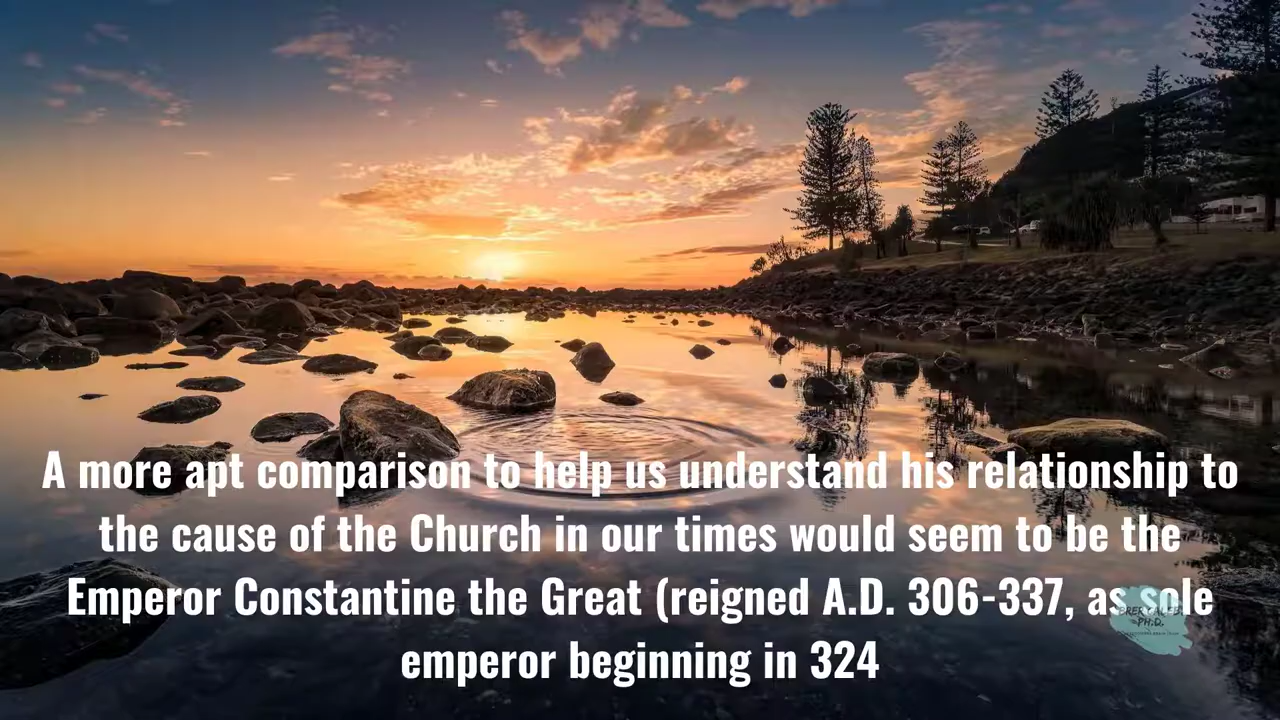 A more apt comparison to help us understand his relationship to
the cause of the Church in our times would seem to be the
Emperor Constantine the Great (reigned A.D. 306-337, as sole
emperor beginning in 324
PH.D.